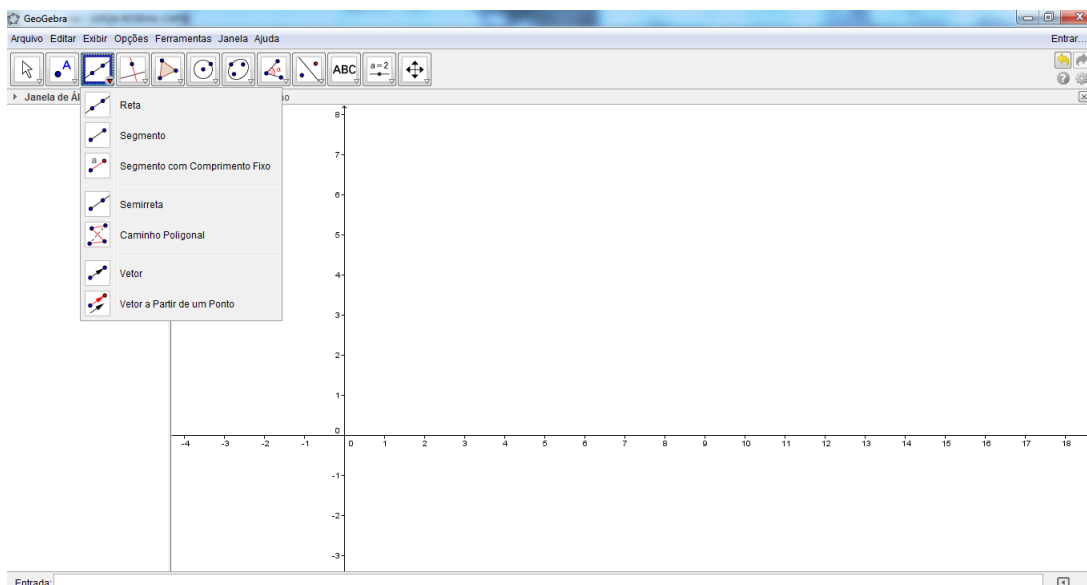 GeoGebra
Arquivo Editar Exibir Opções Ferramentas Janela Ajuda
Entrar...
A
ABC
a=2
Janela de Ál
Reta
Segmento
a
Segmento com Comprimento Fixo
Semirreta
Caminho Poligonal
Vetor
Vetor a Partir de um Ponto
8
7
6
5
4
3
2
1
0
-4 -3 -2 -1 0 1 2 3 4 5 6 7 8 9 10 11 12 13 14 15 16 17 18
-1
-2
-3
Entrada: